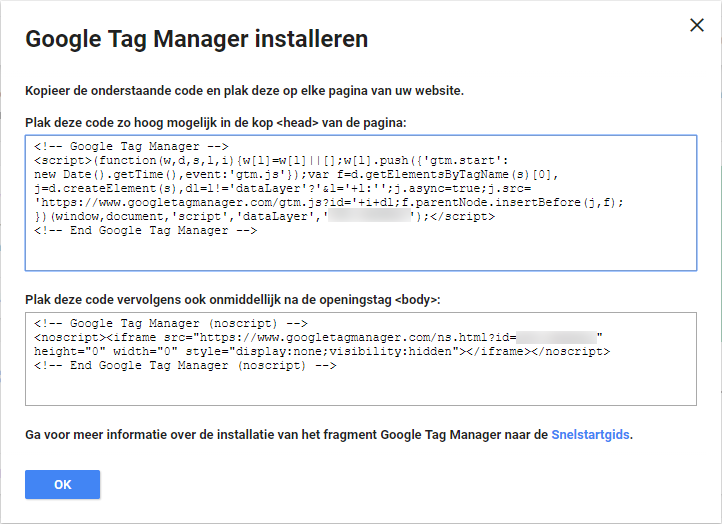 Google Tag Manager installeren
Kopieer de onderstaande code en plak deze op elke pagina van uw website.
Plak deze code zo hoog mogelijk in de kop <head> van de pagina:
<!-- Google Tag Manager -->
<script>(function(w,d,s,l,i){w[l]=w[l]||[];w[l].push({'gtm.start':
new Date().getTime(),event:'gtm.js'});var f=d.getElementsByTagName(s)[0],
j=d.createElement(s),dl=l!='dataLayer'?'&l='+l:'';j.async=true;j.src=
'https://www.googletagmanager.com/gtm.js?id='+i+dl;f.parentNode.insertBefore(j,f);
})(window,document,'script','dataLayer','');</script>
<!-- End Google Tag Manager -->
Plak deze code vervolgens ook onmiddellijk na de openingstag <body>:
<!-- Google Tag Manager (noscript) -->
<noscript><iframe src="https://www.googletagmanager.com/ns.html?id="
height="0" width="0" style="display:none;visibility:hidden"></iframe></noscript>
<!-- End Google Tag Manager (noscript) -->
Ga voor meer informatie over de installatie van het fragment Google Tag Manager naar de Snelstartgids.
OK